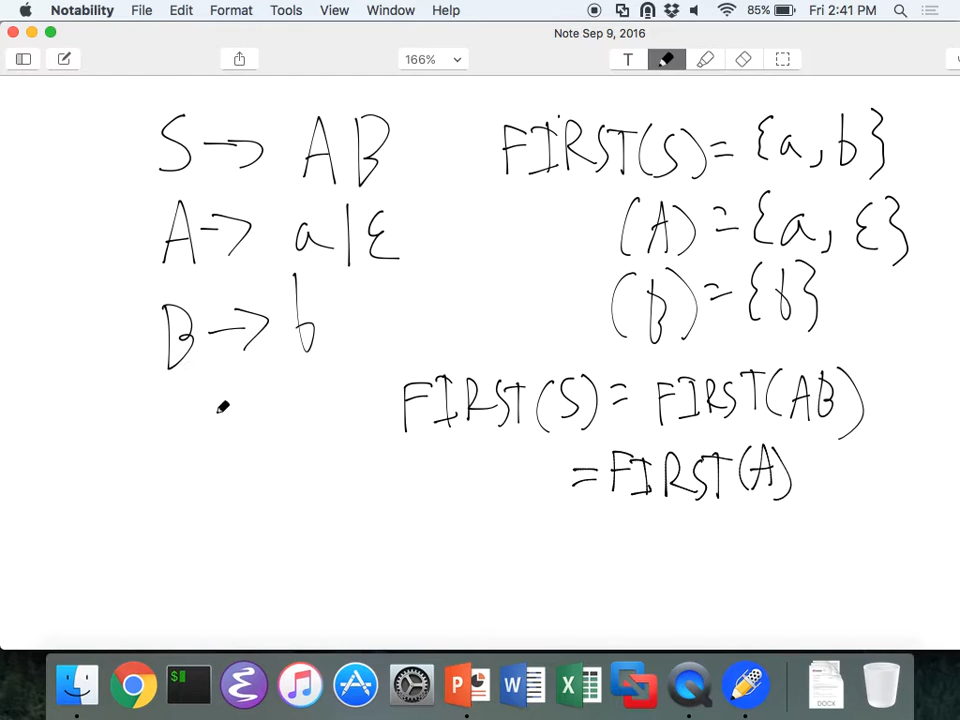 Notability File Edit Format Tools View Window Help 85% Fri 2:41 PM
Note Sep 9, 2016
166% T
S → AB
A → a|ε
B → b
FIRST(S) = {a, b}
(A) = {a, ε}
(B) = {b}
FIRST(S) = FIRST(AB)
= FIRST(A)
$
P W X
DOCX